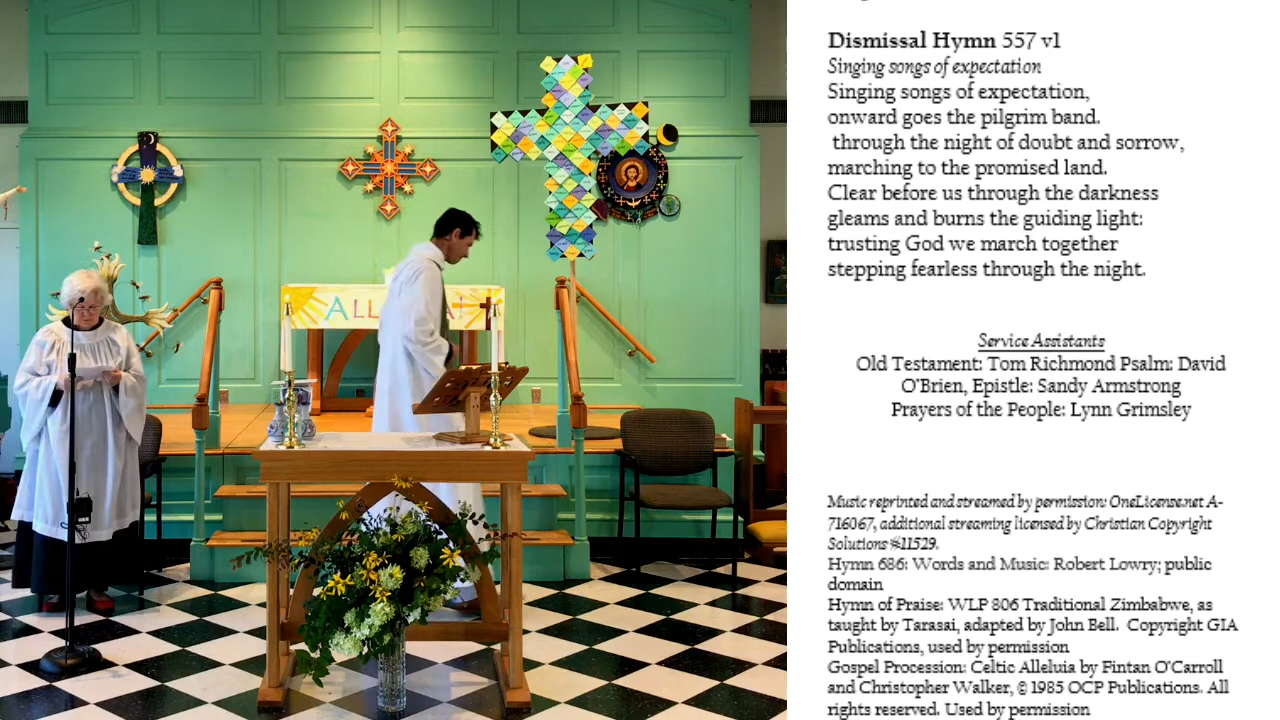 ALL
Dismissal Hymn 557 v1
Singing songs of expectation
Singing songs of expectation,
onward goes the pilgrim band.
through the night of doubt and sorrow,
marching to the promised land.
Clear before us through the darkness
gleams and burns the guiding light:
trusting God we march together
stepping fearless through the night.
Service Assistants
Old Testament: Tom Richmond Psalm: David
O'Brien, Epistle: Sandy Armstrong
Prayers of the People: Lynn Grimsley
Music reprinted and streamed by permission: OneLicense.net A-
716067, additional streaming licensed by Christian Copyright
Solutions #11529.
Hymn 686: Words and Music: Robert Lowry; public
domain
Hymn of Praise: WLP 806 Traditional Zimbabwe, as
taught by Tarasai, adapted by John Bell. Copyright GIA
Publications, used by permission
Gospel Procession: Celtic Alleluia by Fintan O'Carroll
and Christopher Walker, © 1985 OCP Publications. All
rights reserved. Used by permission